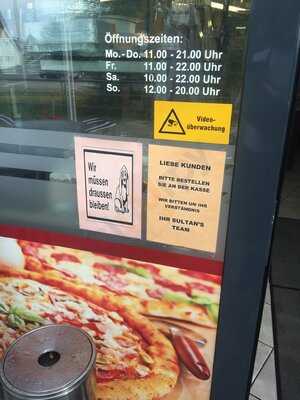 Öffnungszeiten:
Mo.-Do. 11.00 - 21.00 Uhr
Fr. 11.00 - 22.00 Uhr
Sa. 10.00 - 22.00 Uhr
So. 12.00 - 20.00 Uhr
Video-
überwachung
Wir
müssen
draussen
bleiben!
LIEBE KUNDEN
BITTE BESTELLEN
SIE AN DER KASSE
WIR BITTEN UM IHR
VERSTÄNDNIS
IHR SULTAN'S
TEAM